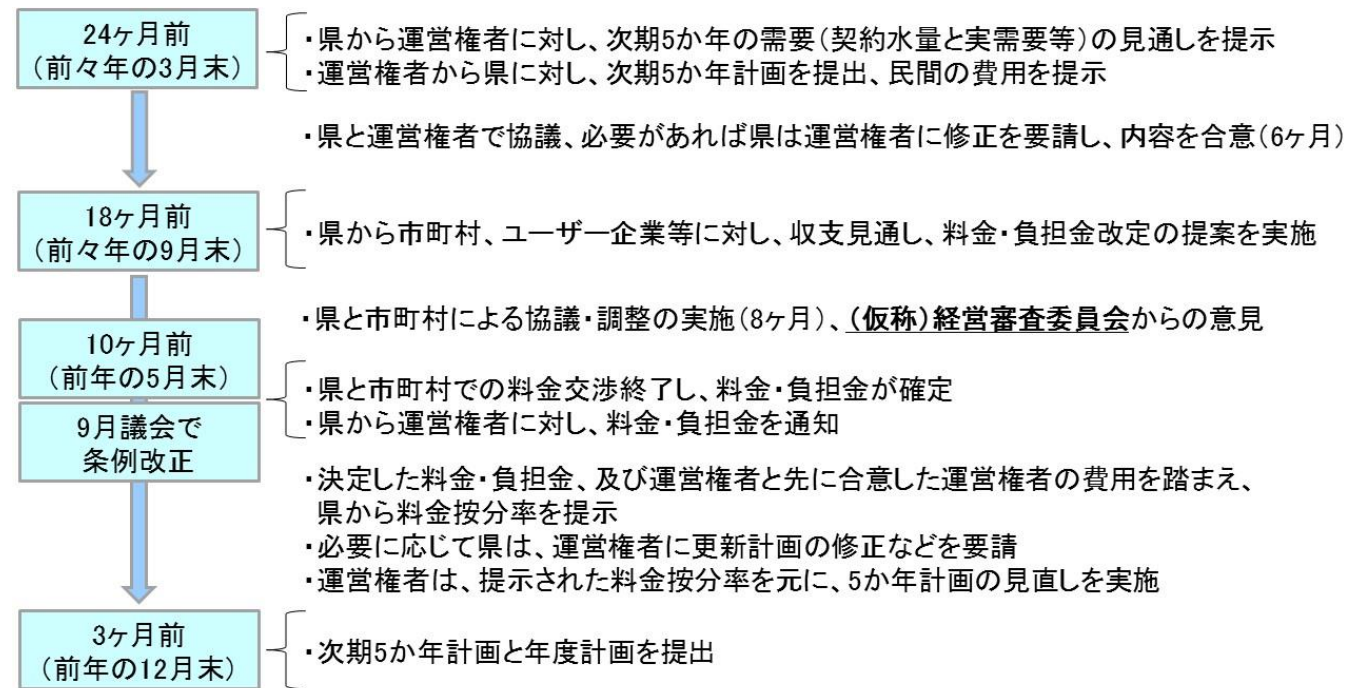 24ヶ月前
（前々年の3月末）
・県から運営権者に対し、次期5か年の需要（契約水量と実需要等）の見通しを提示
・運営権者から県に対し、次期5か年計画を提出、民間の費用を提示
・県と運営権者で協議、必要があれば県は運営権者に修正を要請し、内容を合意（6ヶ月）
18ヶ月前
（前々年の9月末）
・県から市町村、ユーザー企業等に対し、収支見通し、料金・負担金改定の提案を実施
・県と市町村による協議・調整の実施（8ヶ月）、（仮称）経営審査委員会からの意見
10ヶ月前
（前年の5月末）
・県と市町村での料金交渉終了し、料金・負担金が確定
・県から運営権者に対し、料金・負担金を通知
9月議会で
条例改正
・決定した料金・負担金、及び運営権者と先に合意した運営権者の費用を踏まえ、
県から料金按分率を提示
・必要に応じて県は、運営権者に更新計画の修正などを要請
・運営権者は、提示された料金按分率を元に、5か年計画の見直しを実施
3ヶ月前
（前年の12月末）
・次期5か年計画と年度計画を提出